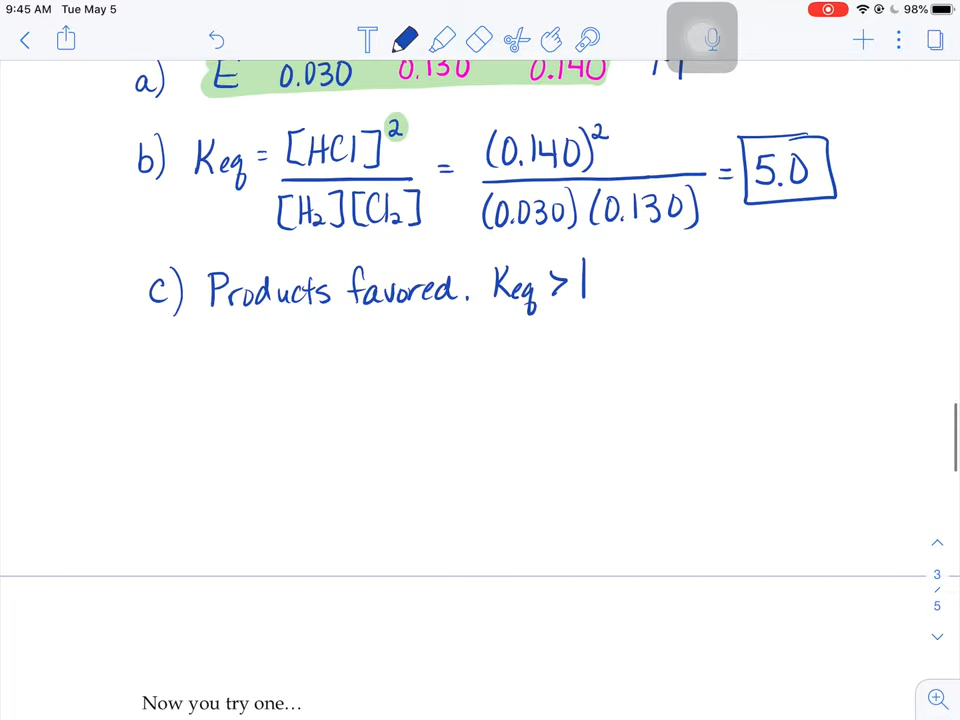 9:45 AM Tue May 5 98%
a) E 0.030 0.130 0.140 M
b) Keq = [HCl]² / [H₂][Cl₂] = (0.140)² / (0.030)(0.130) = 5.0
c) Products favored. Keq > 1
3
/
5
Now you try one…